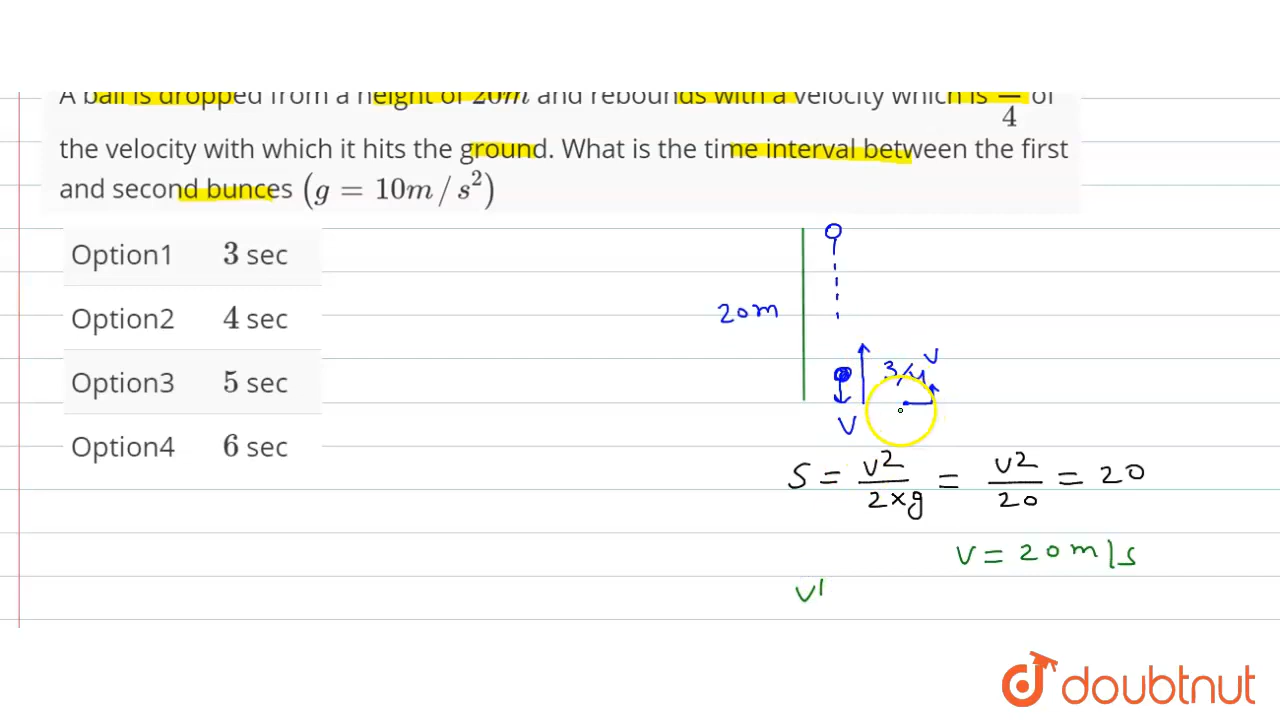 A ball is dropped from a height of 20m and rebounds with a velocity which is /4 of
the velocity with which it hits the ground. What is the time interval between the first
and second bunces (g = 10m / s²)
Option1 3 sec
Option2 4 sec
Option3 5 sec
Option4 6 sec
20m
3/4 V
V
S = v²/2×g = v²/20 = 20
v = 20 m/s
v'
doubtnut